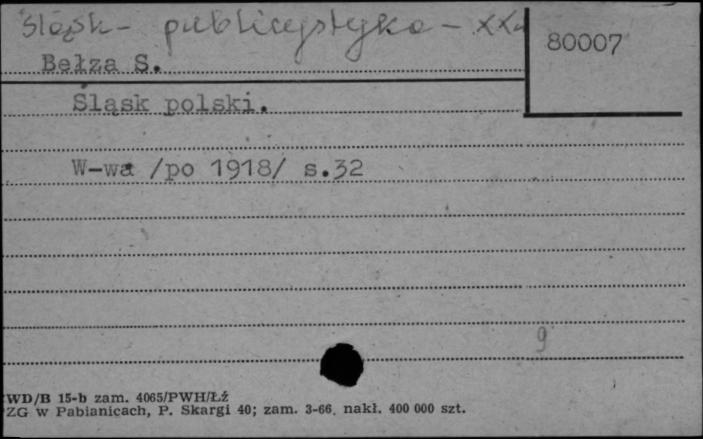 Śląsk - publicystyka - XXw
80007
Bełza S.
Śląsk polski.
W-wa /po 1918/ s.32
9
WD/B 15-b zam. 4065/PWH/Łź
ZG w Pabianicach, P. Skargi 40; zam. 3-66. nakł. 400 000 szt.